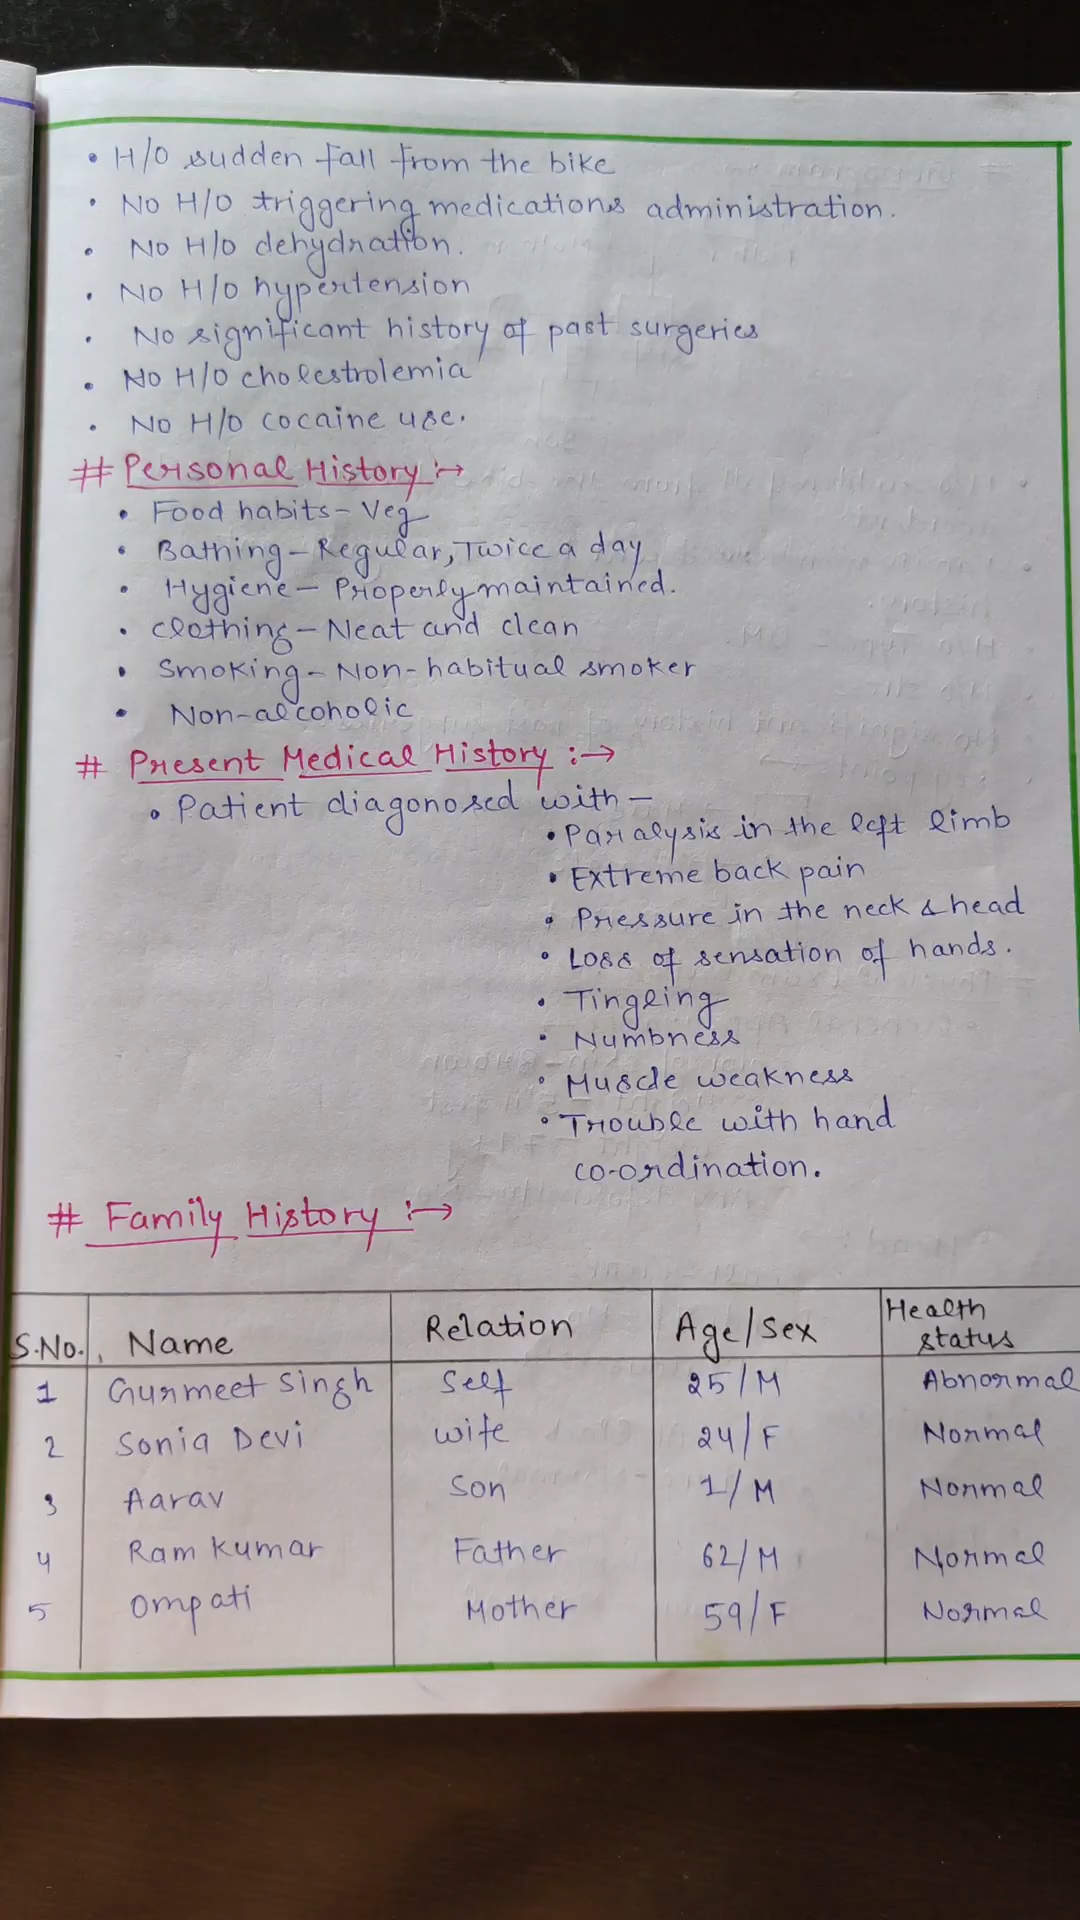 • H/O sudden fall from the bike
• No H/O triggering medications administration.
• No H/O dehydration.
• No H/O hypertension
• No significant history of past surgeries
• No H/O cholestrolemia
• No H/O cocaine use.
# Personal History :→
• Food habits - Veg
• Bathing - Regular, Twice a day
• Hygiene - Properly maintained.
• Clothing - Neat and clean
• Smoking - Non-habitual smoker
• Non-alcoholic
# Present Medical History :→
• Patient diagonosed with -
• Paralysis in the left limb
• Extreme back pain
• Pressure in the neck & head
• Loss of sensation of hands.
• Tingling
• Numbness
• Muscle weakness
• Trouble with hand
co-ordination.
# Family History :→
S.No. Name Relation Age/Sex Health status
1 Gurmeet Singh Self 25/M Abnormal
2 Sonia Devi wife 24/F Normal
3 Aarav Son 1/M Normal
4 Ram Kumar Father 62/M Normal
5 Ompati Mother 59/F Normal